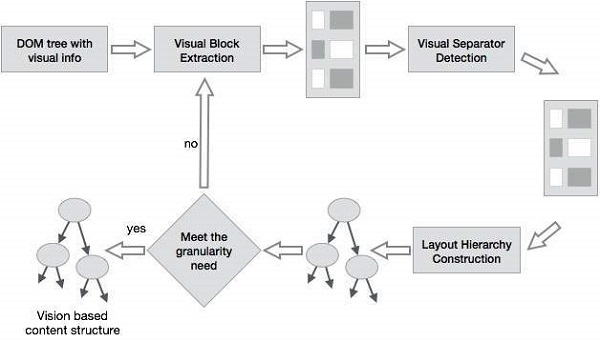 DOM tree with
visual info
Visual Block
Extraction
Visual Separator
Detection
no
yes
Meet the
granularity
need
Layout Hierarchy
Construction
Vision based
content structure